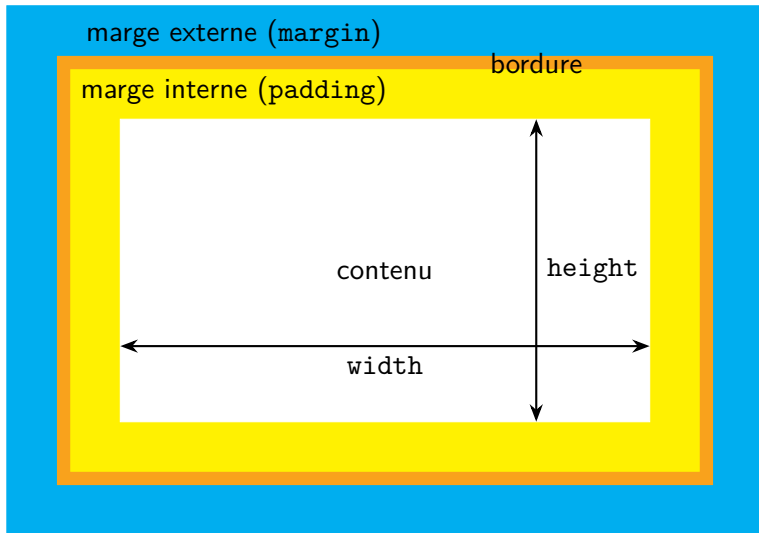 marge externe (margin)
bordure
marge interne (padding)
contenu
height
width